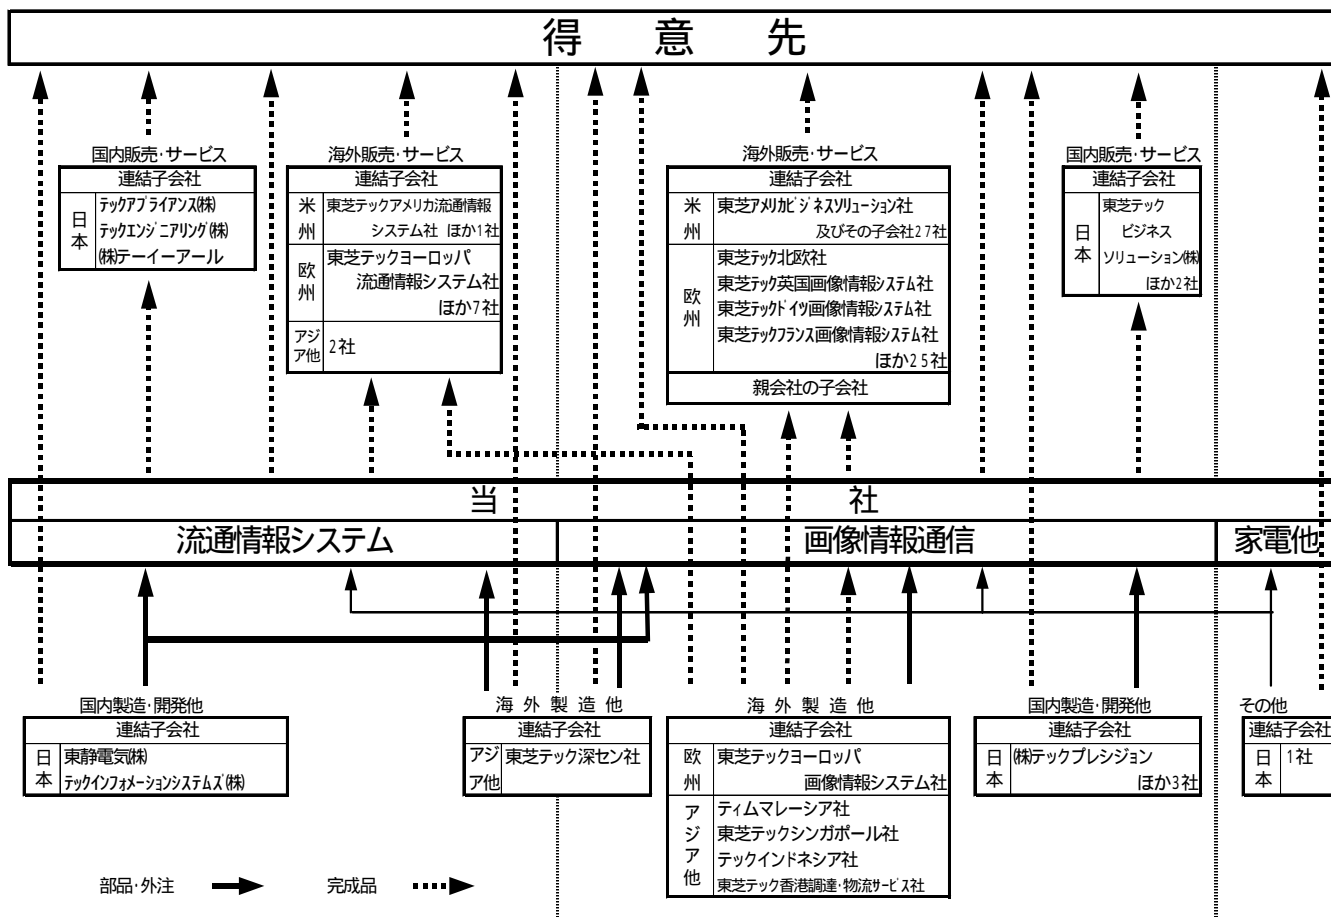 得意先
国内販売・サービス
連結子会社
日本
テックアプライアンス(株)
テックエンジニアリング(株)
(株)テーイーアール
海外販売・サービス
連結子会社
米州
東芝テックアメリカ流通情報
システム社 ほか1社
欧州
東芝テックヨーロッパ
流通情報システム社
ほか7社
アジア他
2社
海外販売・サービス
連結子会社
米州
東芝アメリカビジネスソリューション社
及びその子会社27社
欧州
東芝テック北欧社
東芝テック英国画像情報システム社
東芝テックドイツ画像情報システム社
東芝テックフランス画像情報システム社
ほか25社
親会社の子会社
国内販売・サービス
連結子会社
日本
東芝テック
ビジネス
ソリューション(株)
ほか2社
当社
流通情報システム
画像情報通信
家電他
国内製造・開発他
連結子会社
日本
東静電気(株)
テックインフォメーションシステムズ(株)
海外製造他
連結子会社
アジア他
東芝テック深セン社
海外製造他
連結子会社
欧州
東芝テックヨーロッパ
画像情報システム社
アジア他
ティムマレーシア社
東芝テックシンガポール社
テックインドネシア社
東芝テック香港調達・物流サービス社
国内製造・開発他
連結子会社
日本
(株)テックプレシジョン
ほか3社
その他
連結子会社
日本
1社
部品・外注
完成品